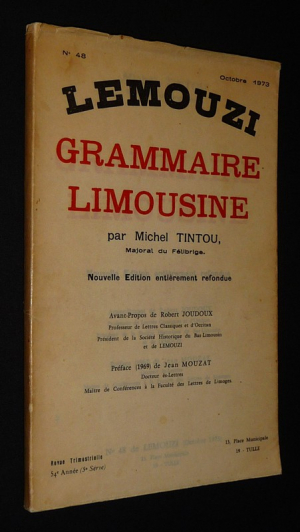 N° 48
Octobre 1973
LEMOUZI
GRAMMAIRE
LIMOUSINE
par Michel TINTOU,
Majoral du Félibrige.
Nouvelle Edition entièrement refondue
Avant-Propos de Robert JOUDOUX
Professeur de Lettres Classiques et d'Occitan
Président de la Société Historique du Bas-Limousin
et de LEMOUZI
Préface (1969) de Jean MOUZAT
Docteur ès-Lettres
Maître de Conférences à la Faculté des Lettres de Limoges
Revue Trimestrielle
54e Année (3e Série)
13, Place Municipale
19 - TULLE